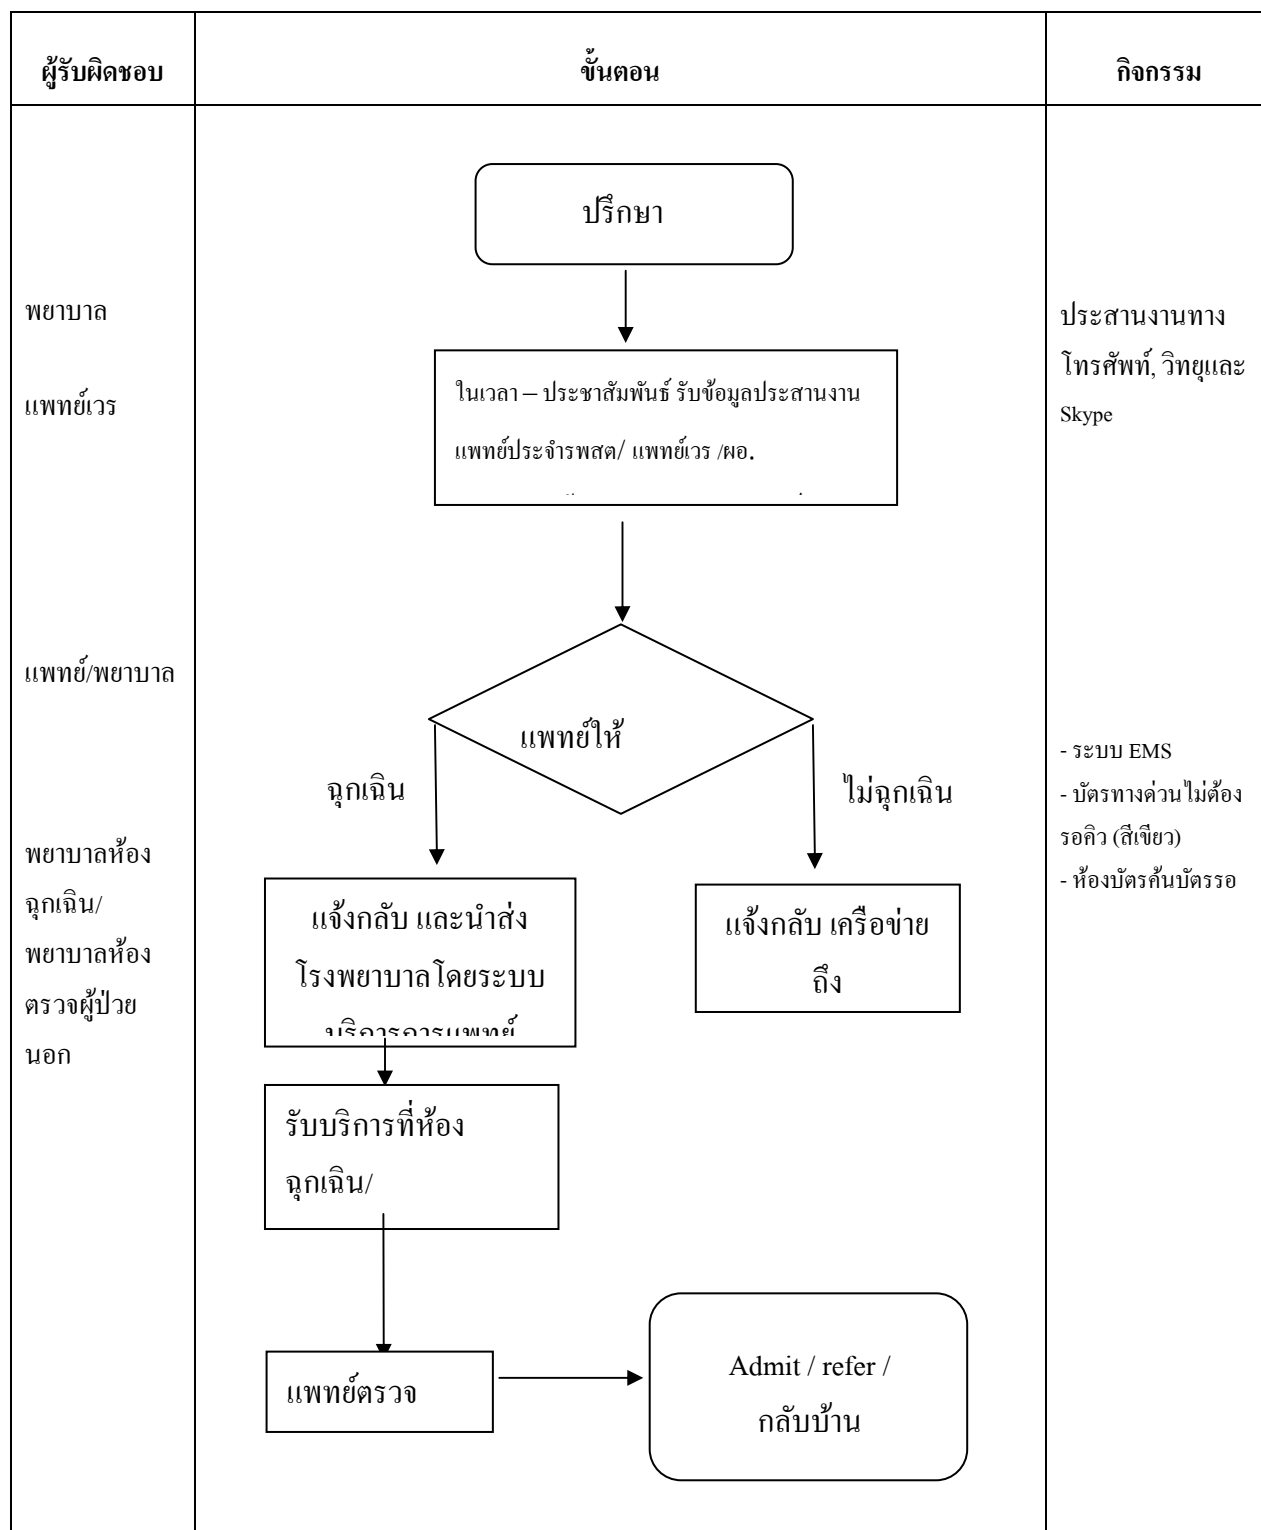 ผู้รับผิดชอบ
ขั้นตอน
กิจกรรม
ปรึกษา
พยาบาล
แพทย์เวร
ประสานงานทาง
โทรศัพท์, วิทยุและ
Skype
ในเวลา – ประชาสัมพันธ์ รับข้อมูลประสานงาน
แพทย์ประจำรพสต/ แพทย์เวร /ผอ.
แพทย์/พยาบาล
แพทย์ให้
ฉุกเฉิน
ไม่ฉุกเฉิน
- ระบบ EMS
- บัตรทางด่วนไม่ต้อง
รอคิว (สีเขียว)
- ห้องบัตรค้นบัตรรอ
พยาบาลห้อง
ฉุกเฉิน/
พยาบาลห้อง
ตรวจผู้ป่วย
นอก
แจ้งกลับ และนำส่ง
โรงพยาบาลโดยระบบ
บริการการแพทย์
แจ้งกลับ เครือข่าย
ถึง
รับบริการที่ห้อง
ฉุกเฉิน/
แพทย์ตรวจ
Admit / refer /
กลับบ้าน